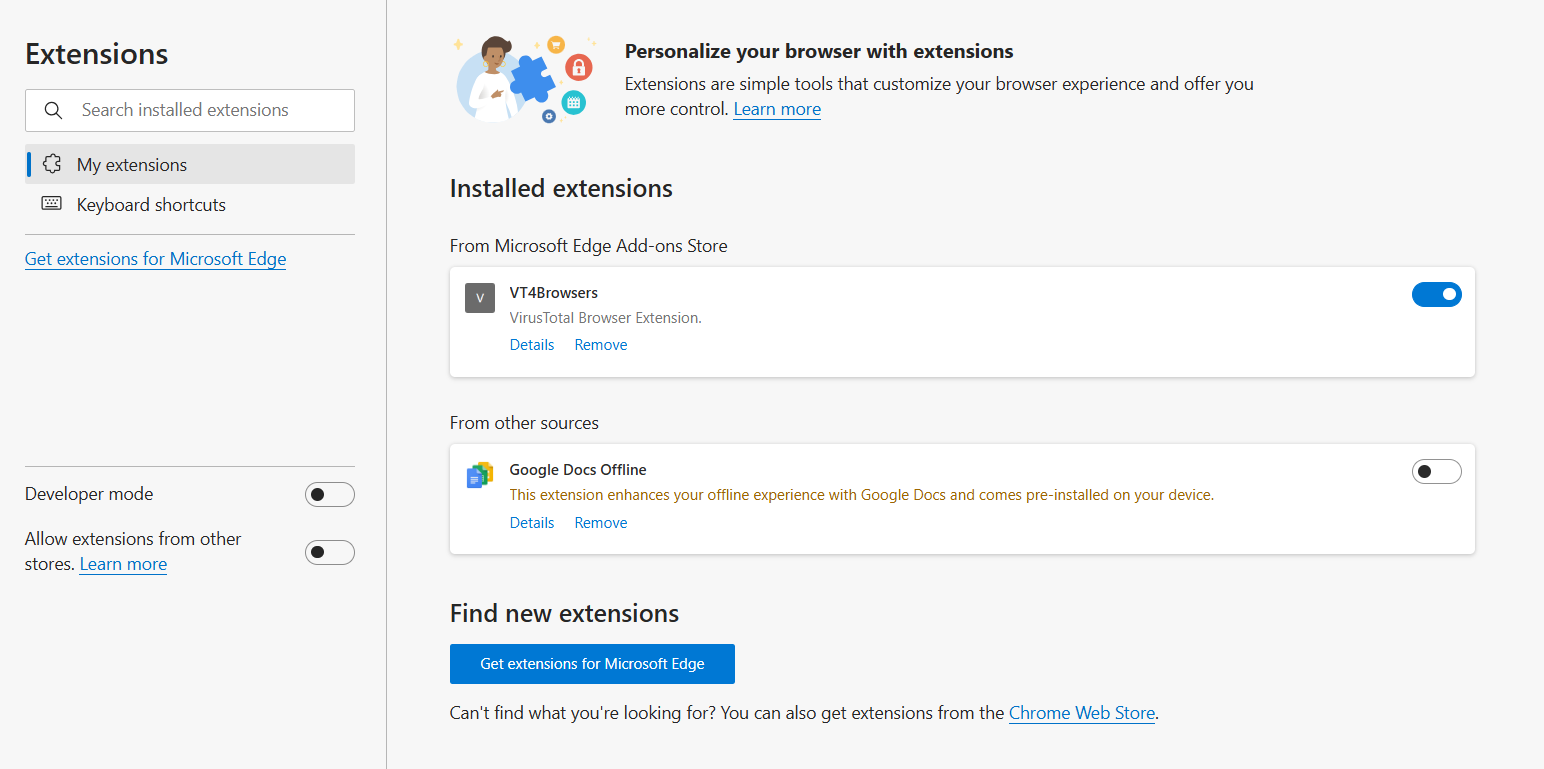 Extensions
Search installed extensions
My extensions
Keyboard shortcuts
Get extensions for Microsoft Edge
Developer mode
Allow extensions from other
stores. Learn more
Personalize your browser with extensions
Extensions are simple tools that customize your browser experience and offer you
more control. Learn more
Installed extensions
From Microsoft Edge Add-ons Store
V
VT4Browsers
VirusTotal Browser Extension.
Details Remove
From other sources
Google Docs Offline
This extension enhances your offline experience with Google Docs and comes pre-installed on your device.
Details Remove
Find new extensions
Get extensions for Microsoft Edge
Can't find what you're looking for? You can also get extensions from the Chrome Web Store.